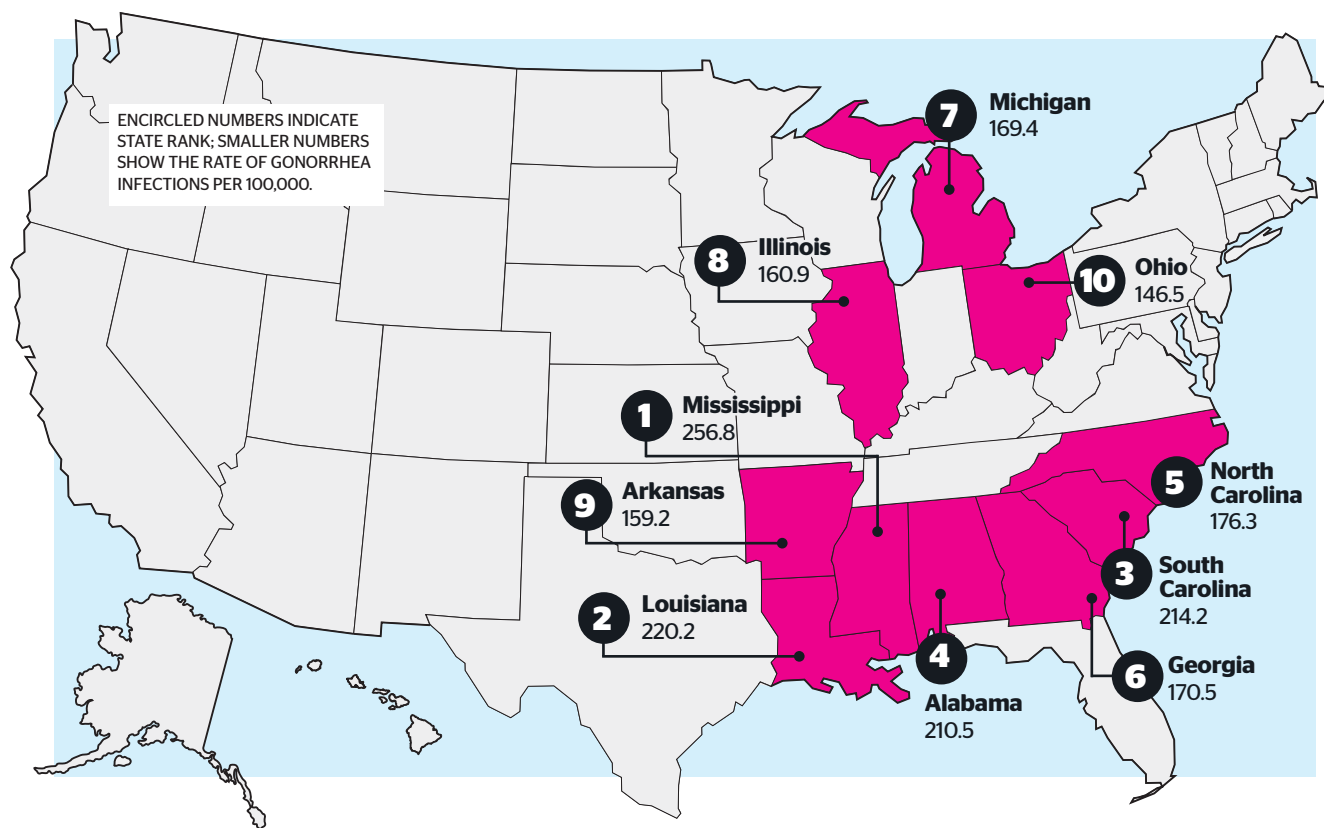 ENCIRCLED NUMBERS INDICATE
STATE RANK; SMALLER NUMBERS
SHOW THE RATE OF GONORRHEA
INFECTIONS PER 100,000.
7
Michigan
169.4
8
Illinois
160.9
10
Ohio
146.5
1
Mississippi
256.8
9
Arkansas
159.2
5
North
Carolina
176.3
3
South
Carolina
214.2
2
Louisiana
220.2
4
Alabama
210.5
6
Georgia
170.5